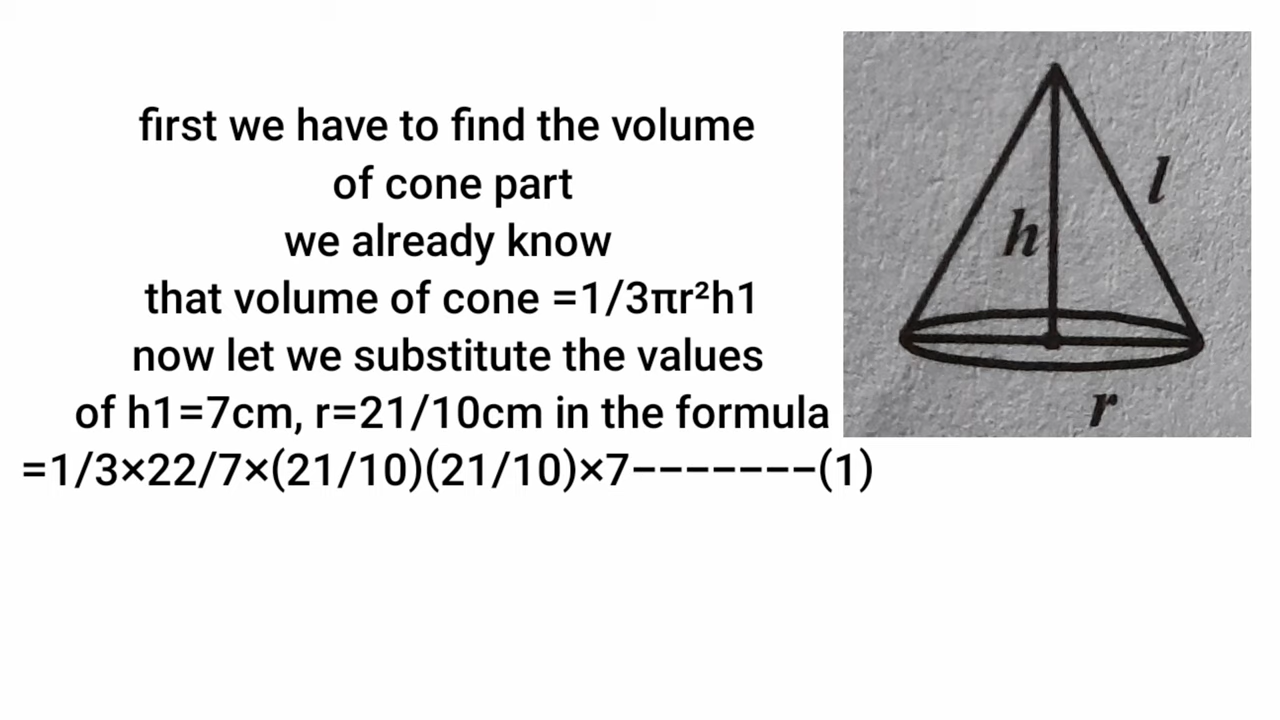 first we have to find the volume
of cone part
we already know
that volume of cone =1/3πr²h1
now let we substitute the values
of h1=7cm, r=21/10cm in the formula
=1/3×22/7×(21/10)(21/10)×7−−−−−−−(1)
l
h
r